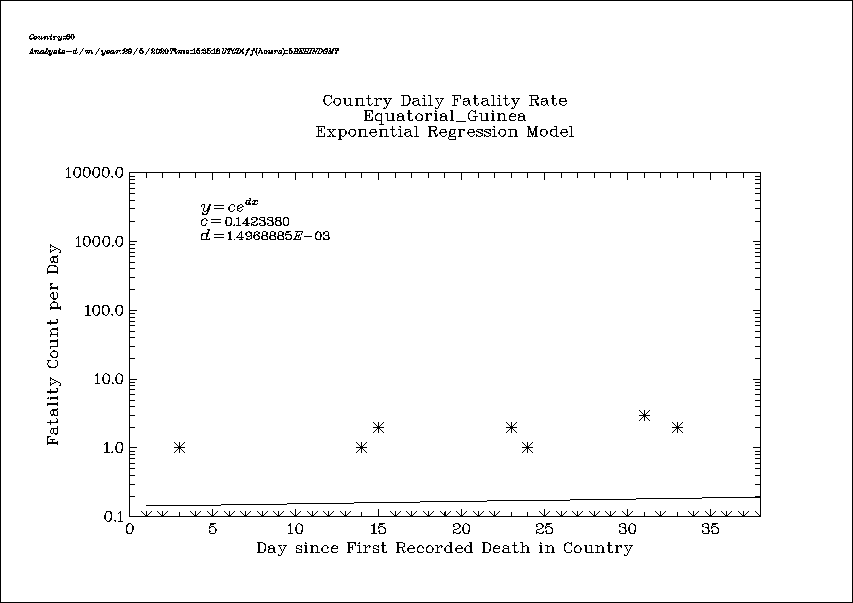 Country:60
Country Daily Fatality Rate
Equatorial_Guinea
Exponential Regression Model
10000.0
1000.0
100.0
10.0
1.0
0.1
y=ce^{dx}
c=0.1423380
d=1.4968885E-03
Fatality Count per Day
0 5 10 15 20 25 30 35
Day since First Recorded Death in Country